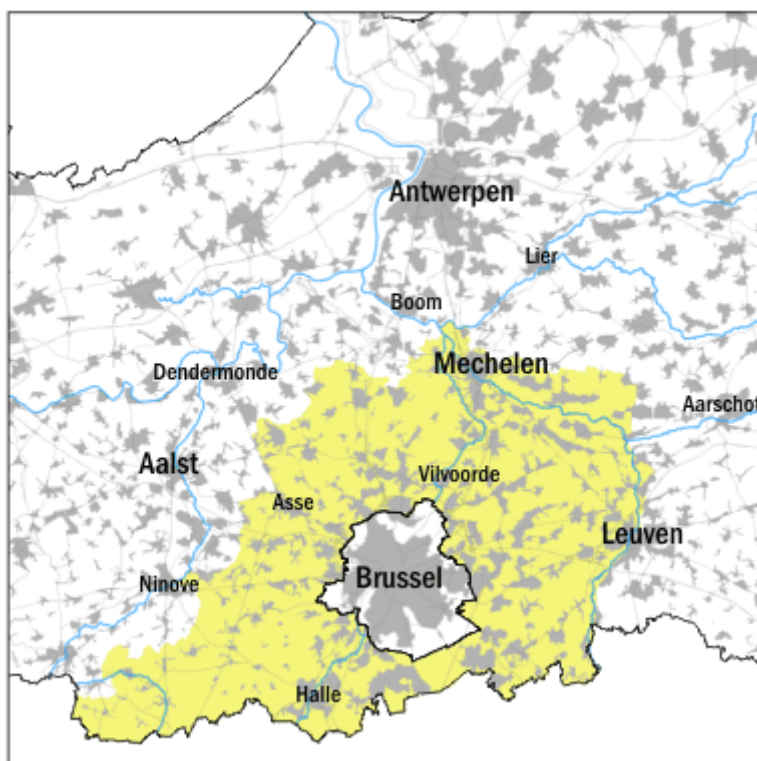 Antwerpen
Lier
Boom
Mechelen
Dendermonde
Aarschot
Aalst
Vilvoorde
Asse
Leuven
Brussel
Ninove
Halle